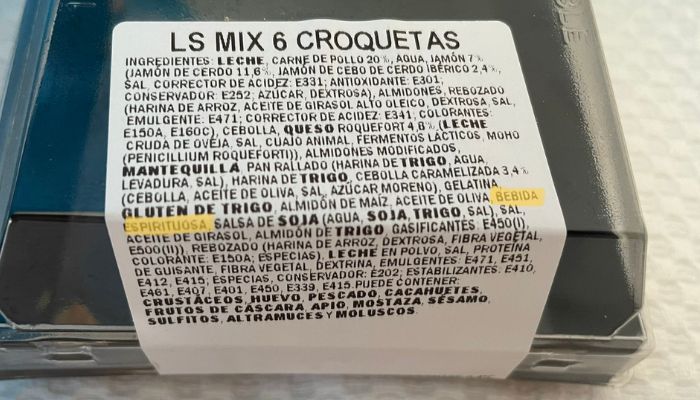 LS MIX 6 CROQUETAS
INGREDIENTES: LECHE, CARNE DE POLLO 20%, AGUA, JAMÓN 7%
(JAMÓN DE CERDO 11,6%, JAMÓN DE CEBO DE CERDO IBÉRICO 2,4%,
SAL, CORRECTOR DE ACIDEZ: E331; ANTIOXIDANTE: E301;
CONSERVADOR: E252; AZÚCAR, DEXTROSA), ALMIDONES, REBOZADO
(HARINA DE ARROZ, ACEITE DE GIRASOL ALTO OLEICO, DEXTROSA, SAL,
EMULGENTE: E471; CORRECTOR DE ACIDEZ: E341; COLORANTES:
E150A, E160C), CEBOLLA, QUESO ROQUEFORT 4,6% (LECHE
CRUDA DE OVEJA, SAL, CUAJO ANIMAL, FERMENTOS LÁCTICOS, MOHO
(PENICILLIUM ROQUEFORTI)), ALMIDONES MODIFICADOS,
MANTEQUILLA PAN RALLADO (HARINA DE TRIGO, AGUA,
LEVADURA, SAL), HARINA DE TRIGO, CEBOLLA CARAMELIZADA 3,4%
(CEBOLLA, ACEITE DE OLIVA, SAL, AZÚCAR MORENO), GELATINA,
GLUTEN DE TRIGO, ALMIDÓN DE MAÍZ, ACEITE DE OLIVA, BEBIDA
ESPIRITUOSA, SALSA DE SOJA (AGUA, SOJA, TRIGO, SAL), SAL,
ACEITE DE GIRASOL, ALMIDÓN DE TRIGO GASIFICANTES: E450(I),
E500(II)), REBOZADO (HARINA DE ARROZ, DEXTROSA, FIBRA VEGETAL,
COLORANTE: E150A; ESPECIAS), LECHE EN POLVO, SAL, PROTEÍNA
DE GUISANTE, FIBRA VEGETAL, DEXTRINA, EMULGENTES: E471, E451,
E412, E415; ESPECIAS, CONSERVADOR: E202; ESTABILIZANTES: E410,
E461, E407, E401, E450, E339, E415.PUEDE CONTENER:
CRUSTÁCEOS, HUEVO, PESCADO, CACAHUETES,
FRUTOS DE CÁSCARA, APIO, MOSTAZA, SÉSAMO,
SULFITOS, ALTRAMUCES Y MOLUSCOS.